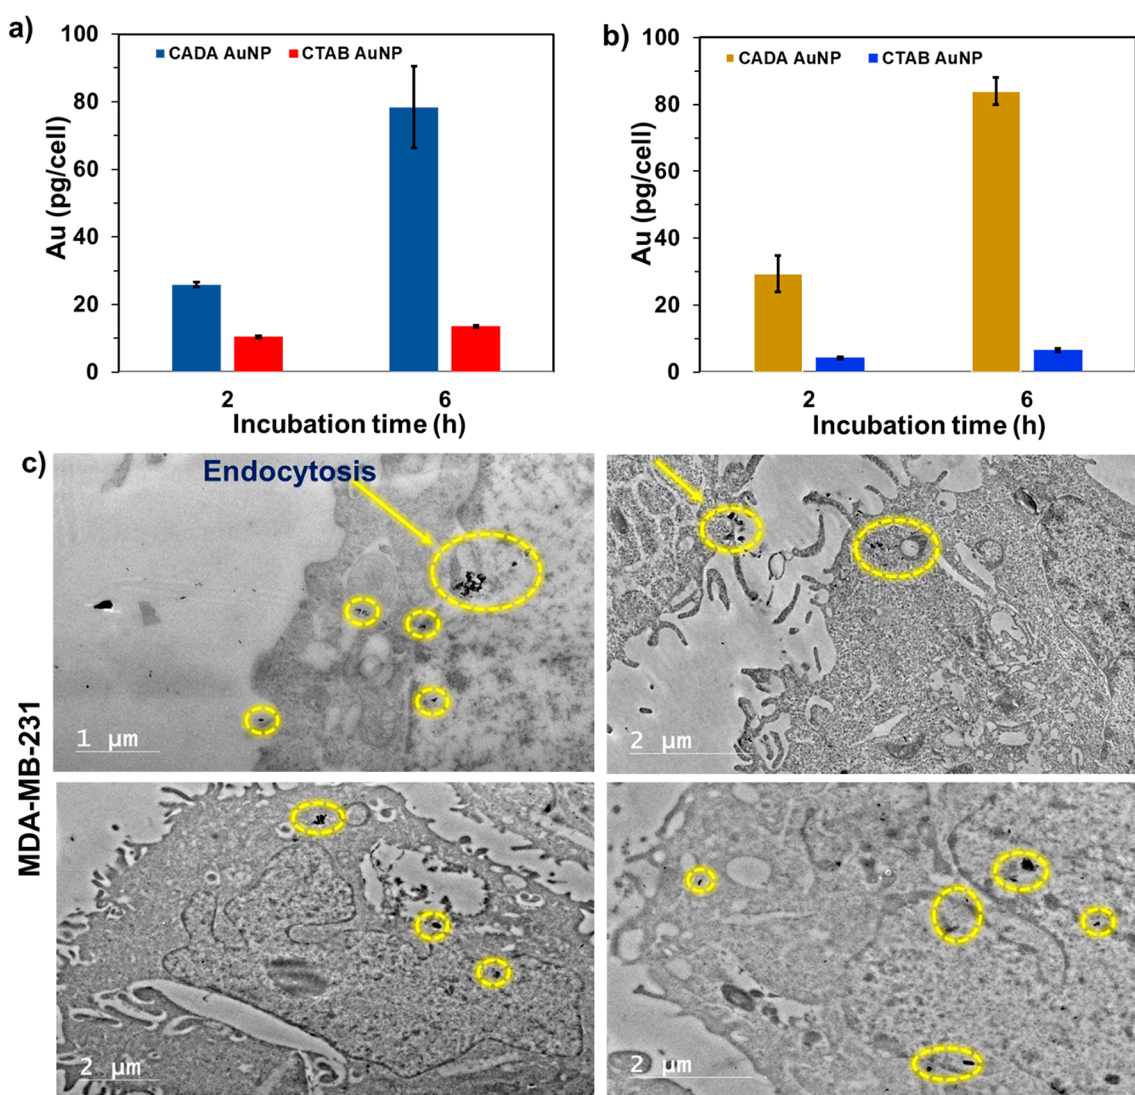 a)
100
80
60
40
20
0
Au (pg/cell)
CADA AuNP CTAB AuNP
2 6
Incubation time (h)
b)
100
80
60
40
20
0
Au (pg/cell)
CADA AuNP CTAB AuNP
2 6
Incubation time (h)
c)
MDA-MB-231
Endocytosis
1 µm
2 µm
2 µm
2 µm